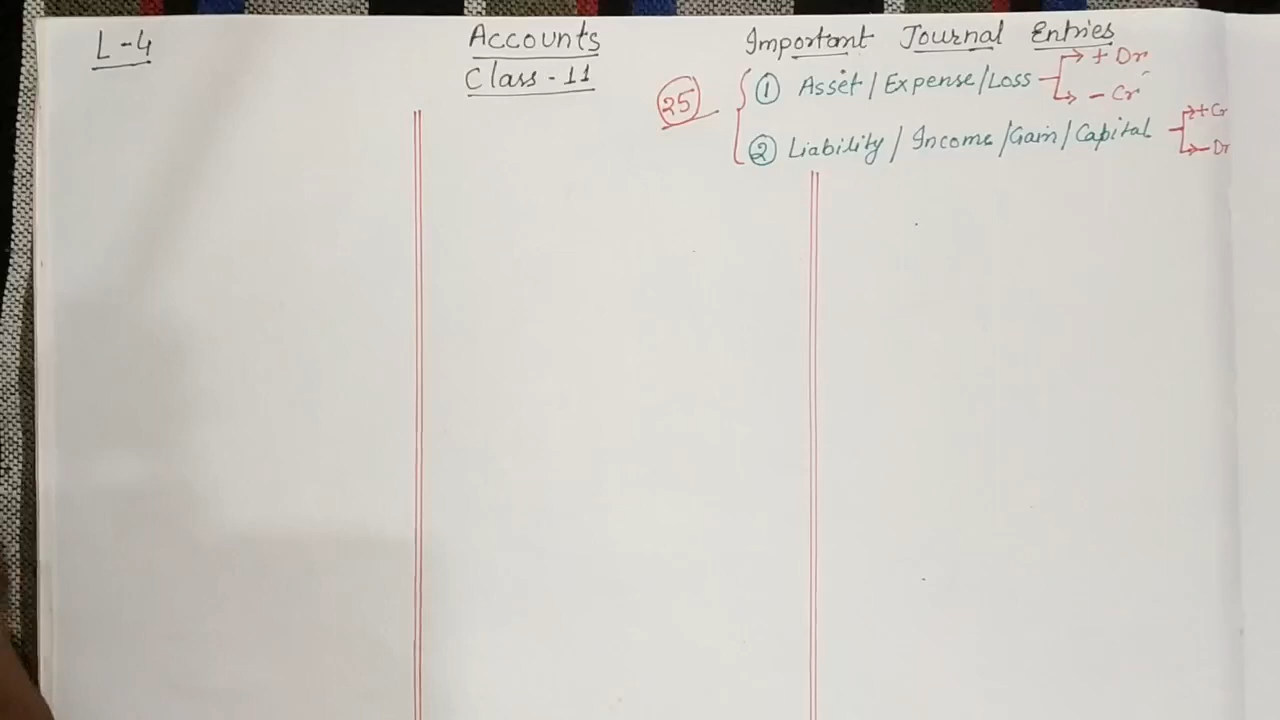 L-4
Accounts
Class - 11
Important Journal Entries
25
① Asset / Expense / Loss → + Dr
→ - Cr
② Liability / Income / Gain / Capital → + Cr
→ - Dr